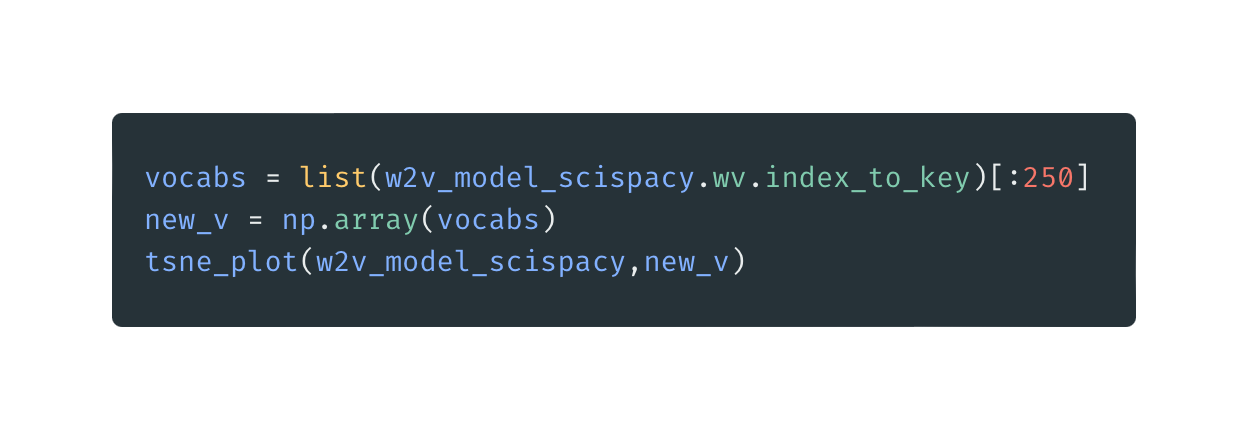 vocabs = list(w2v_model_scispacy.wv.index_to_key)[:250]
new_v = np.array(vocabs)
tsne_plot(w2v_model_scispacy,new_v)